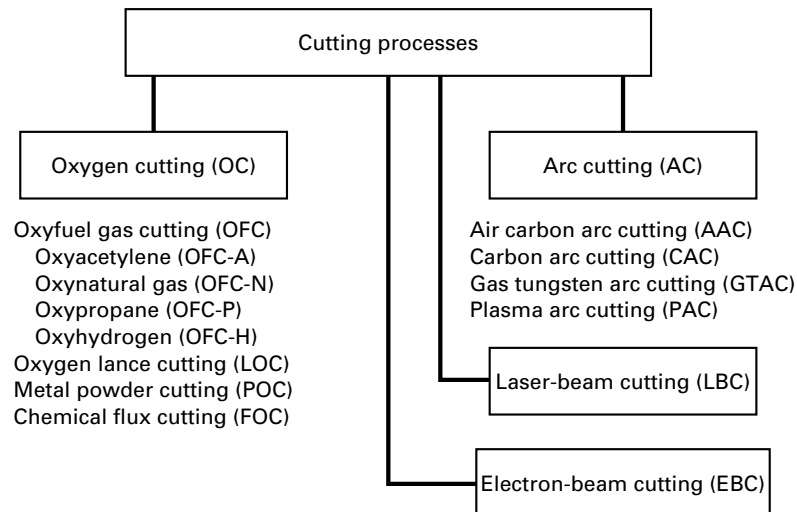 Cutting processes
Oxygen cutting (OC)
Oxyfuel gas cutting (OFC)
Oxyacetylene (OFC-A)
Oxynatural gas (OFC-N)
Oxypropane (OFC-P)
Oxyhydrogen (OFC-H)
Oxygen lance cutting (LOC)
Metal powder cutting (POC)
Chemical flux cutting (FOC)
Arc cutting (AC)
Air carbon arc cutting (AAC)
Carbon arc cutting (CAC)
Gas tungsten arc cutting (GTAC)
Plasma arc cutting (PAC)
Laser-beam cutting (LBC)
Electron-beam cutting (EBC)